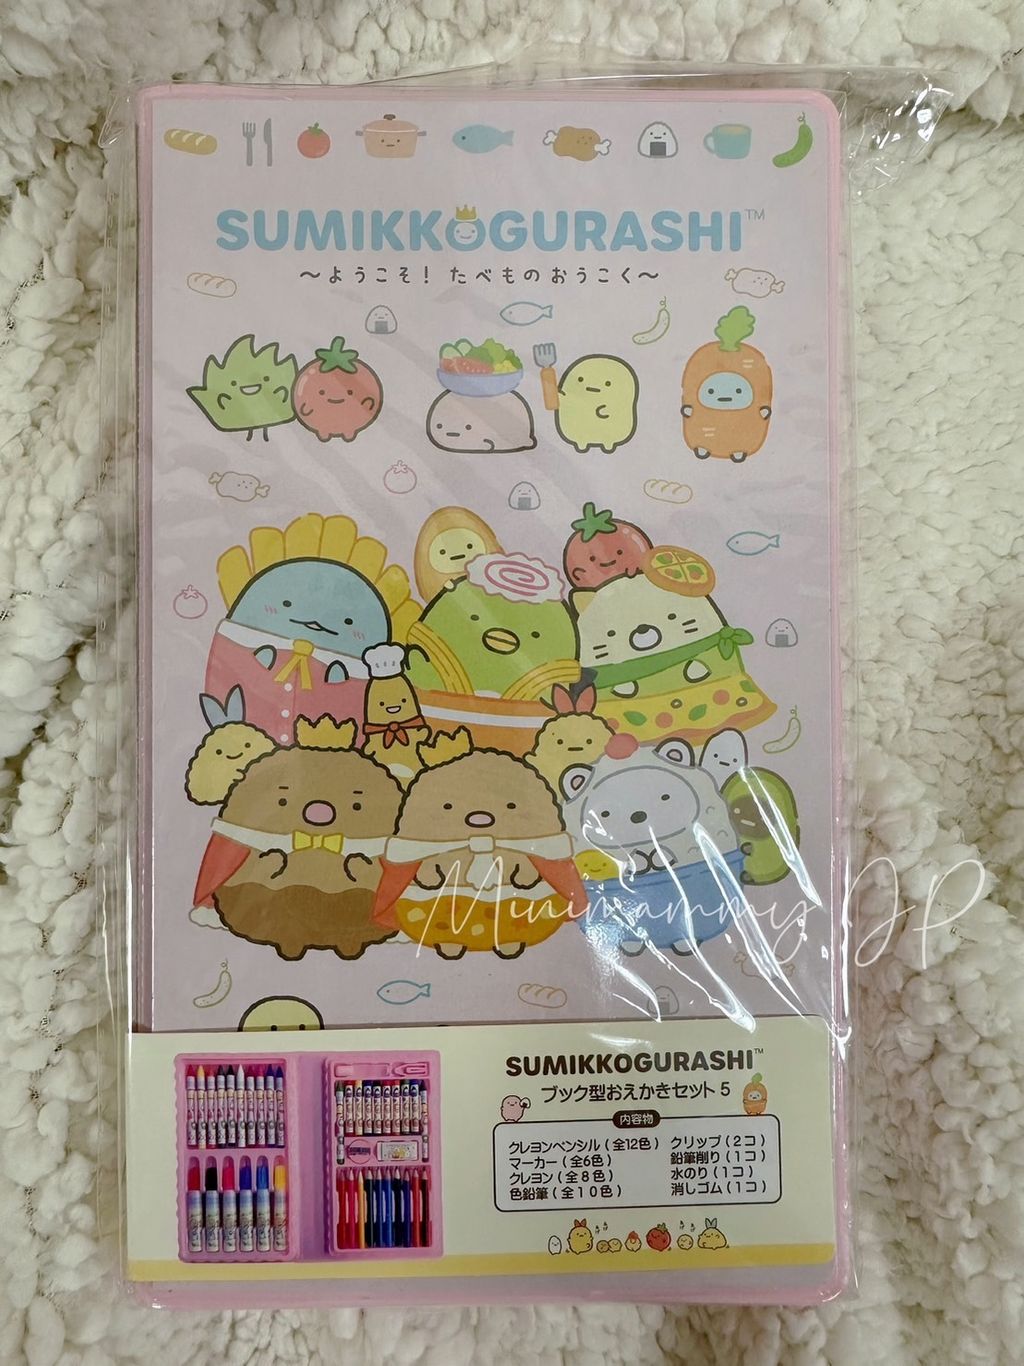 SUMIKKOGURASHI™
～ようこそ！たべものおうこく～
Minimammy JP
SUMIKKOGURASHI™
ブック型おえかきセット5
内容物
クレヨンペンシル（全12色） クリップ（2コ）
マーカー（全6色） 鉛筆削り（1コ）
クレヨン（全8色） 水のり（1コ）
色鉛筆（全10色） 消しゴム（1コ）